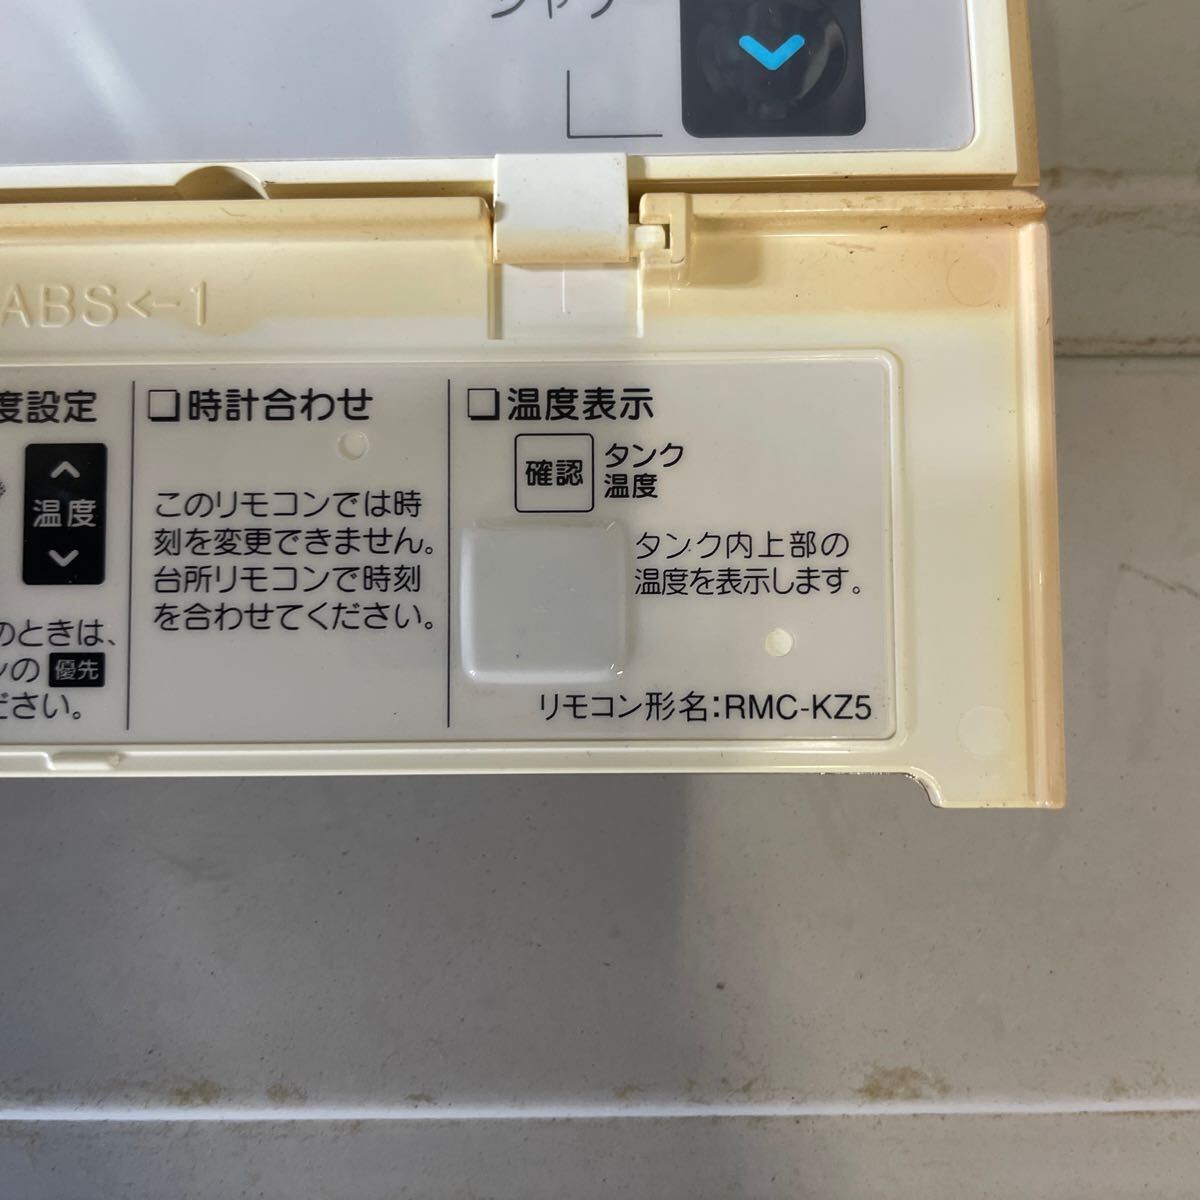 ABS<-1
度設定
温度
のときは、
ンの 優先
ださい。
❏時計合わせ
このリモコンでは時
刻を変更できません。
台所リモコンで時刻
を合わせてください。
❏温度表示
確認
タンク
温度
タンク内上部の
温度を表示します。
リモコン形名:RMC-KZ5